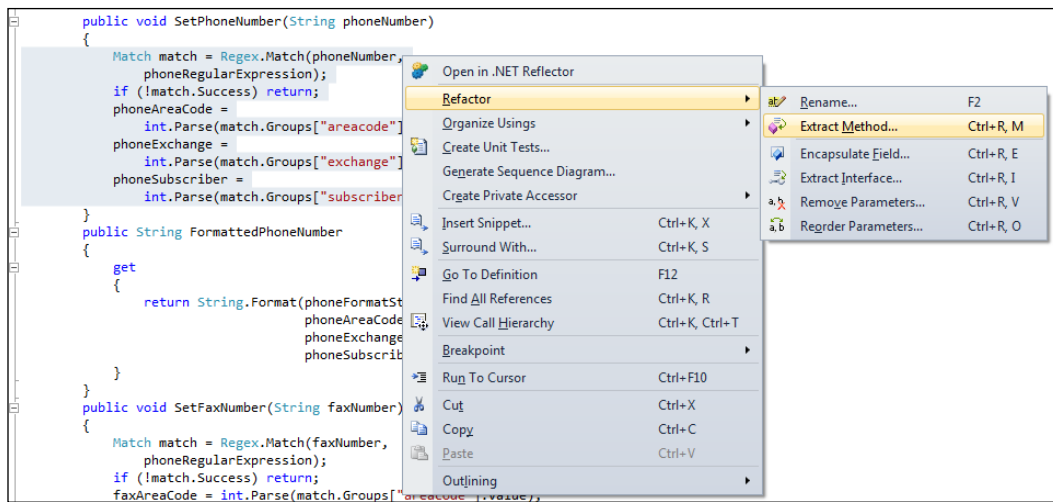 public void SetPhoneNumber(String phoneNumber)
{
Match match = Regex.Match(phoneNumber,
phoneRegularExpression);
if (!match.Success) return;
phoneAreaCode =
int.Parse(match.Groups["areacode"]
phoneExchange =
int.Parse(match.Groups["exchange"]
phoneSubscriber =
int.Parse(match.Groups["subscriber
}
public String FormattedPhoneNumber
{
get
{
return String.Format(phoneFormatSt
phoneAreaCode
phoneExchange
phoneSubscrib
}
}
public void SetFaxNumber(String faxNumber)
{
Match match = Regex.Match(faxNumber,
phoneRegularExpression);
if (!match.Success) return;
faxAreaCode = int.Parse(match.Groups["areacode"].Value);
Open in .NET Reflector
Refactor
Organize Usings
Create Unit Tests...
Generate Sequence Diagram...
Create Private Accessor
Insert Snippet... Ctrl+K, X
Surround With... Ctrl+K, S
Go To Definition F12
Find All References Ctrl+K, R
View Call Hierarchy Ctrl+K, Ctrl+T
Breakpoint
Run To Cursor Ctrl+F10
Cut Ctrl+X
Copy Ctrl+C
Paste Ctrl+V
Outlining
Rename... F2
Extract Method... Ctrl+R, M
Encapsulate Field... Ctrl+R, E
Extract Interface... Ctrl+R, I
Remove Parameters... Ctrl+R, V
Reorder Parameters... Ctrl+R, O